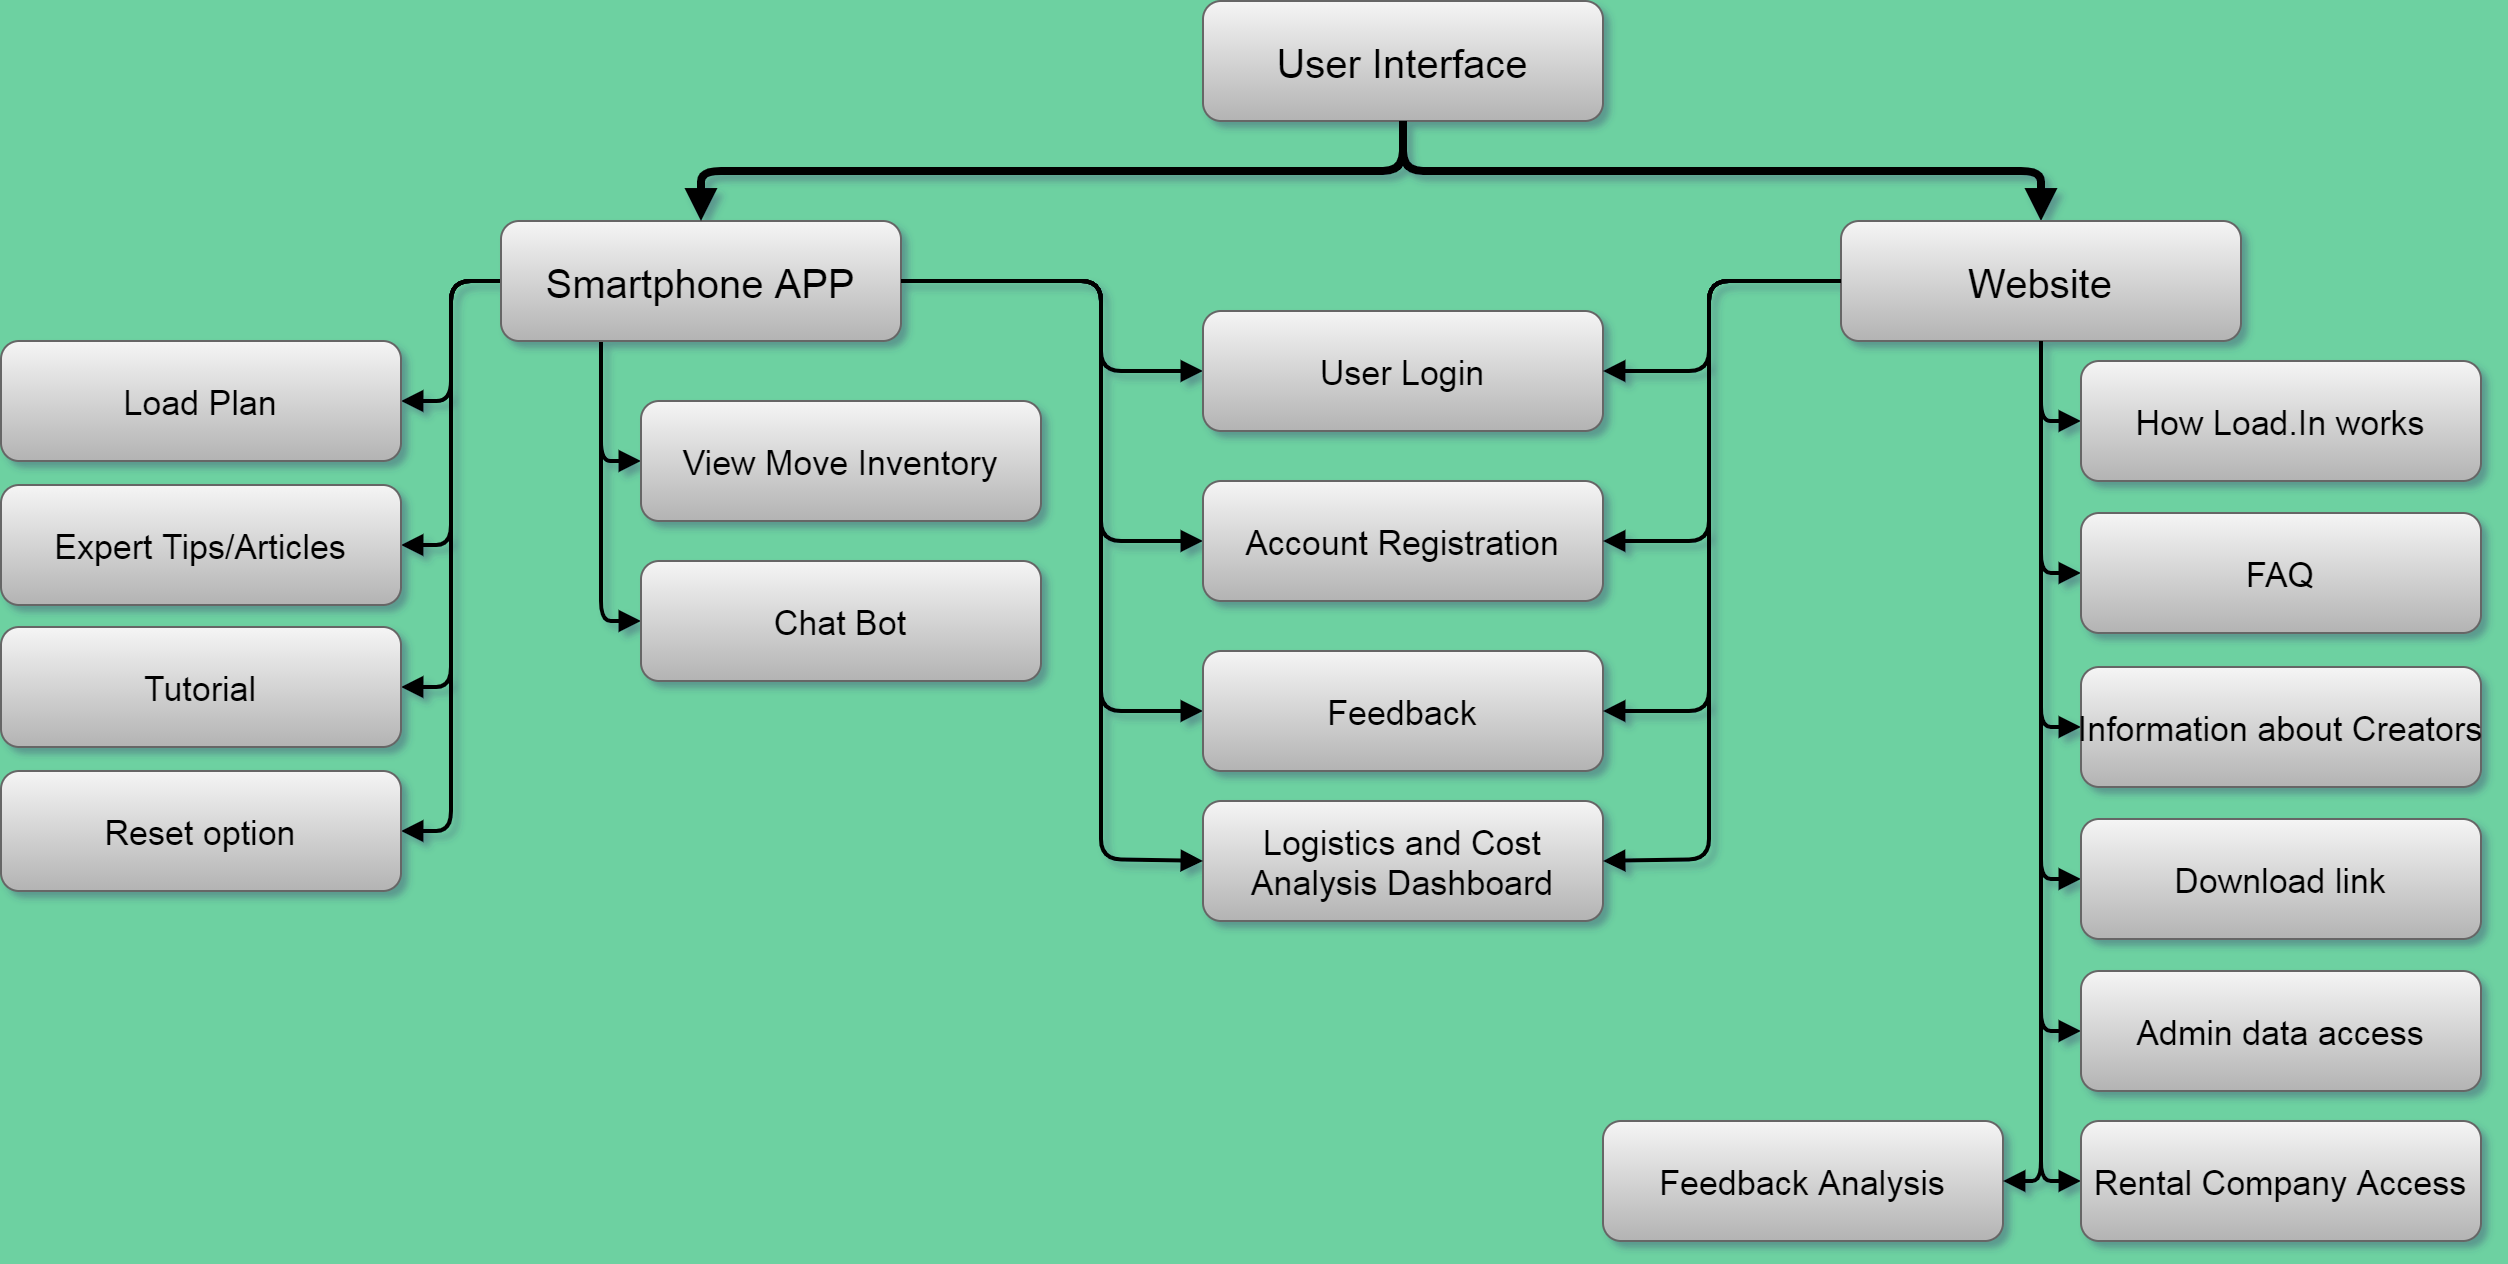 User Interface
Smartphone APP
Website
Load Plan
Expert Tips/Articles
Tutorial
Reset option
View Move Inventory
Chat Bot
User Login
Account Registration
Feedback
Logistics and Cost
Analysis Dashboard
How Load.In works
FAQ
Information about Creators
Download link
Admin data access
Feedback Analysis
Rental Company Access